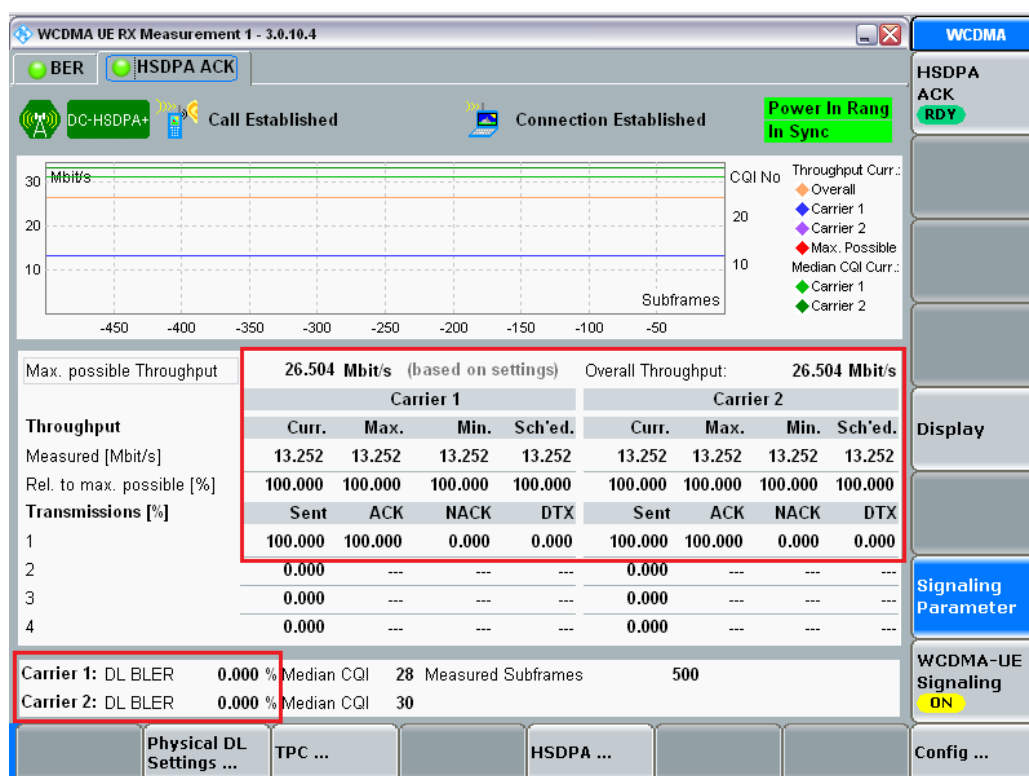 WCDMA UE RX Measurement 1 - 3.0.10.4
WCDMA
BER
HSDPA ACK
HSDPA
ACK
RDY
DC-HSDPA+
Call Established
Connection Established
Power In Rang
In Sync
30
Mbit/s
20
10
CQI No
20
10
Subframes
-450 -400 -350 -300 -250 -200 -150 -100 -50
Throughput Curr.:
Overall
Carrier 1
Carrier 2
Max. Possible
Median CQI Curr.:
Carrier 1
Carrier 2
Max. possible Throughput 26.504 Mbit/s (based on settings) Overall Throughput: 26.504 Mbit/s
Carrier 1 Carrier 2
Throughput Curr. Max. Min. Sch'ed. Curr. Max. Min. Sch'ed.
Measured [Mbit/s] 13.252 13.252 13.252 13.252 13.252 13.252 13.252 13.252
Rel. to max. possible [%] 100.000 100.000 100.000 100.000 100.000 100.000 100.000 100.000
Transmissions [%] Sent ACK NACK DTX Sent ACK NACK DTX
1 100.000 100.000 0.000 0.000 100.000 100.000 0.000 0.000
2 0.000 --- --- --- 0.000 --- --- ---
3 0.000 --- --- --- 0.000 --- --- ---
4 0.000 --- --- --- 0.000 --- --- ---
Carrier 1: DL BLER 0.000 % Median CQI 28 Measured Subframes 500
Carrier 2: DL BLER 0.000 % Median CQI 30
Display
Signaling
Parameter
WCDMA-UE
Signaling
ON
Physical DL
Settings ...
TPC ...
HSDPA ...
Config ...